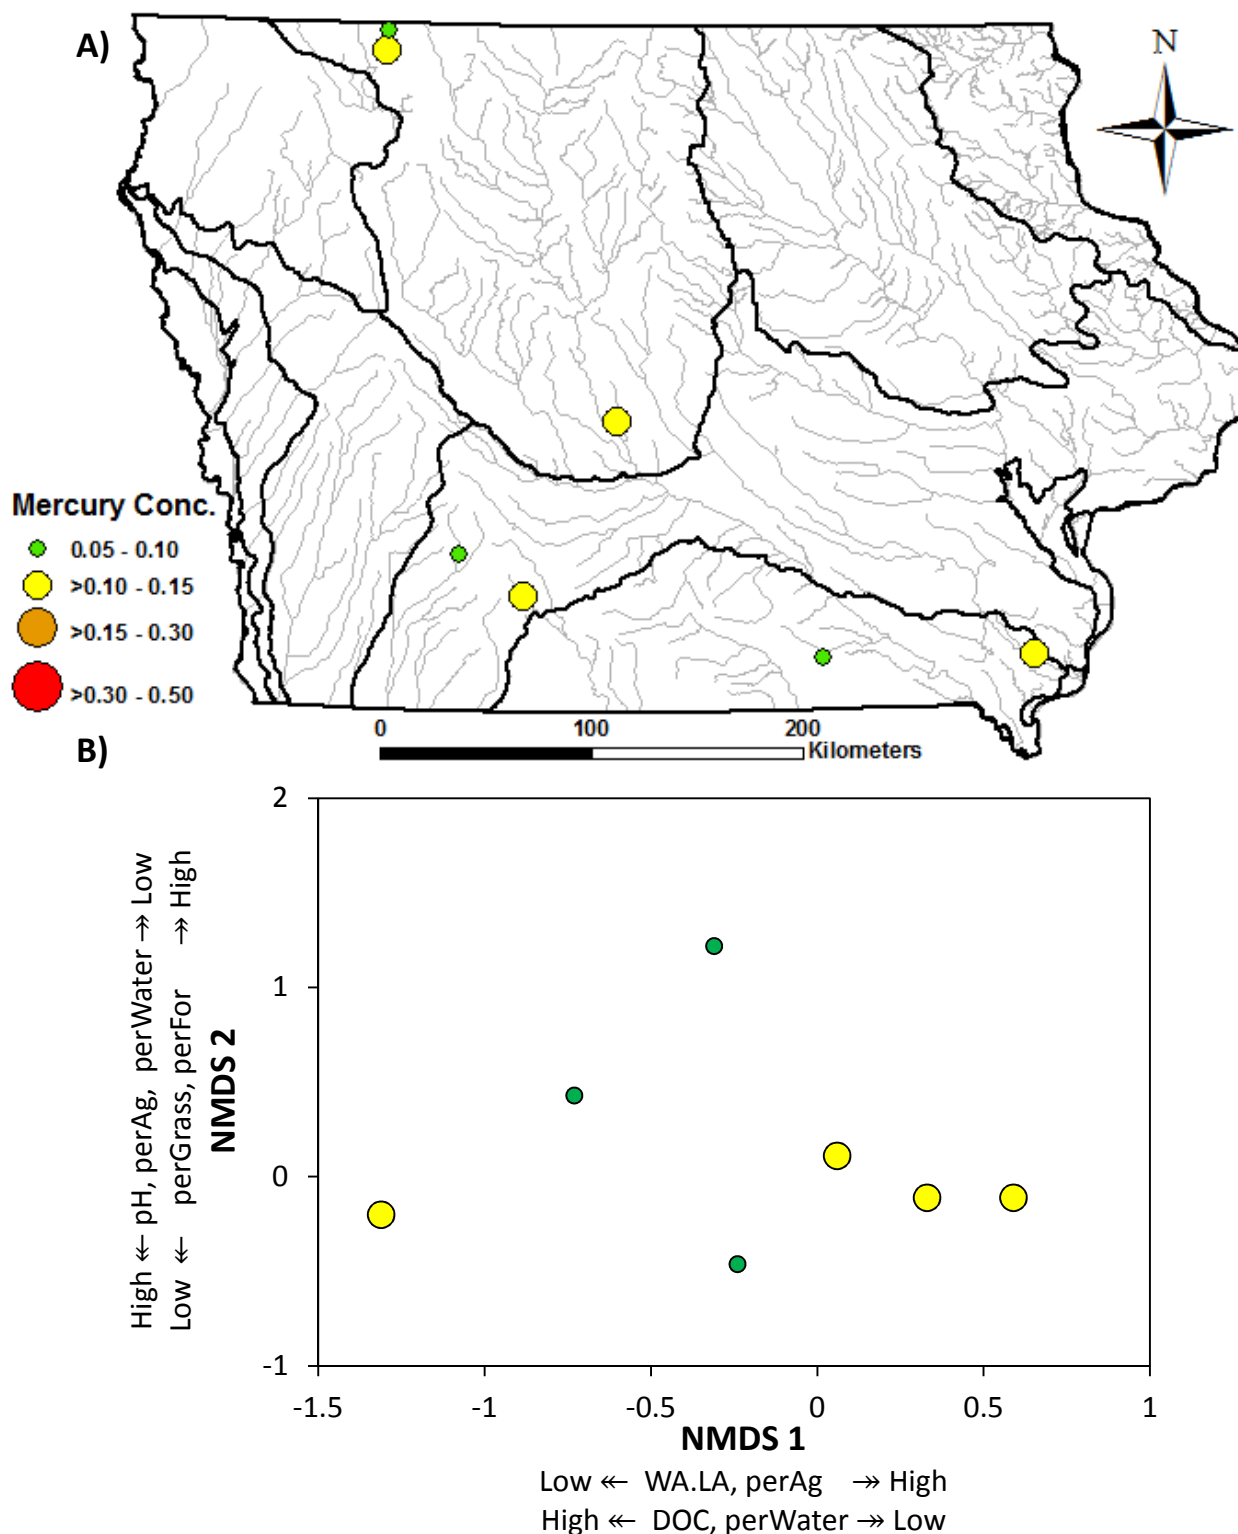 A)
N
Mercury Conc.
0.05 - 0.10
>0.10 - 0.15
>0.15 - 0.30
>0.30 - 0.50
0 100 200
Kilometers
B)
2
1
0
-1
-1.5 -1 -0.5 0 0.5 1
High ↞ pH, perAg, perWater ↠ Low
Low ↞ perGrass, perFor ↠ High
NMDS 2
NMDS 1
Low ↞ WA.LA, perAg ↠ High
High ↞ DOC, perWater ↠ Low